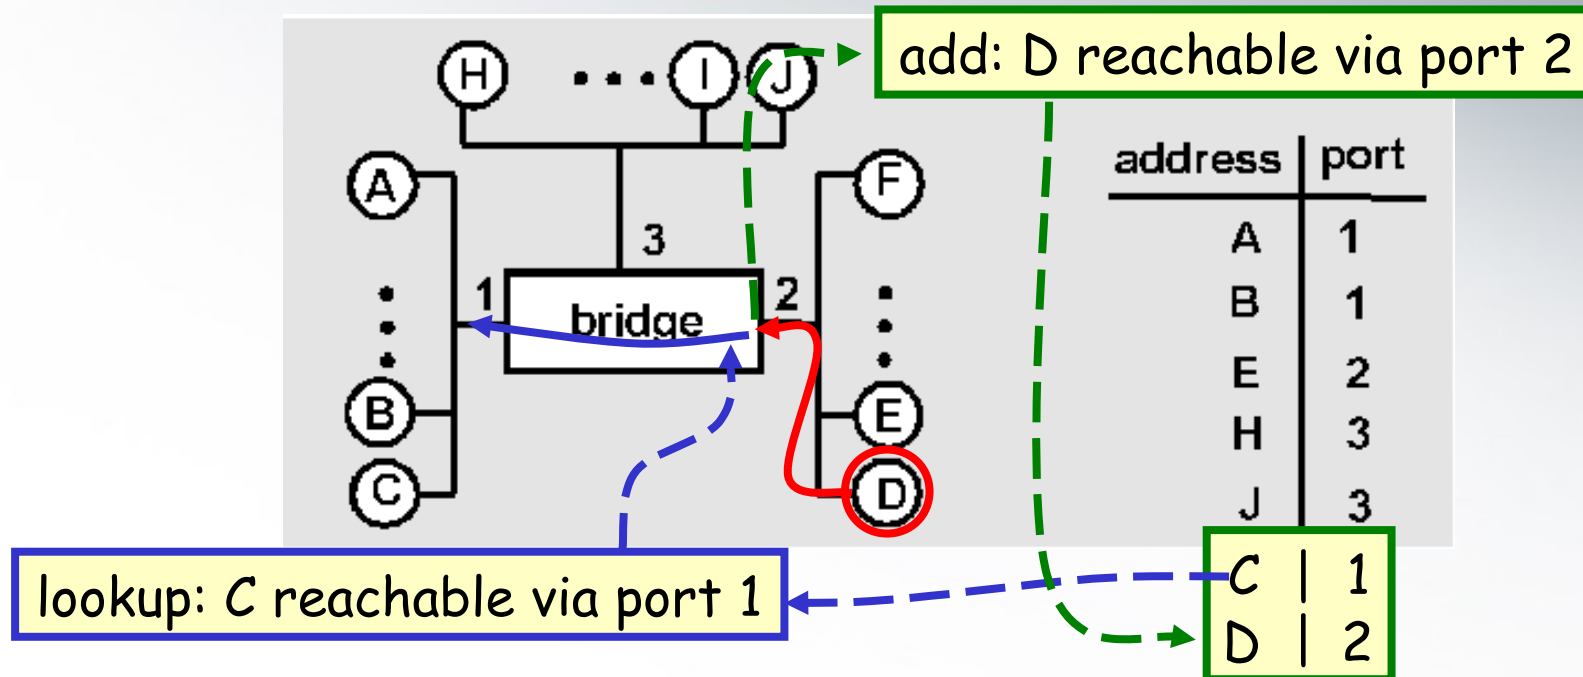 add: D reachable via port 2
H ... I J
address | port
A F
A 1
3
B 1
1 bridge 2
E 2
B E
H 3
C D
J 3
C | 1
lookup: C reachable via port 1
D | 2